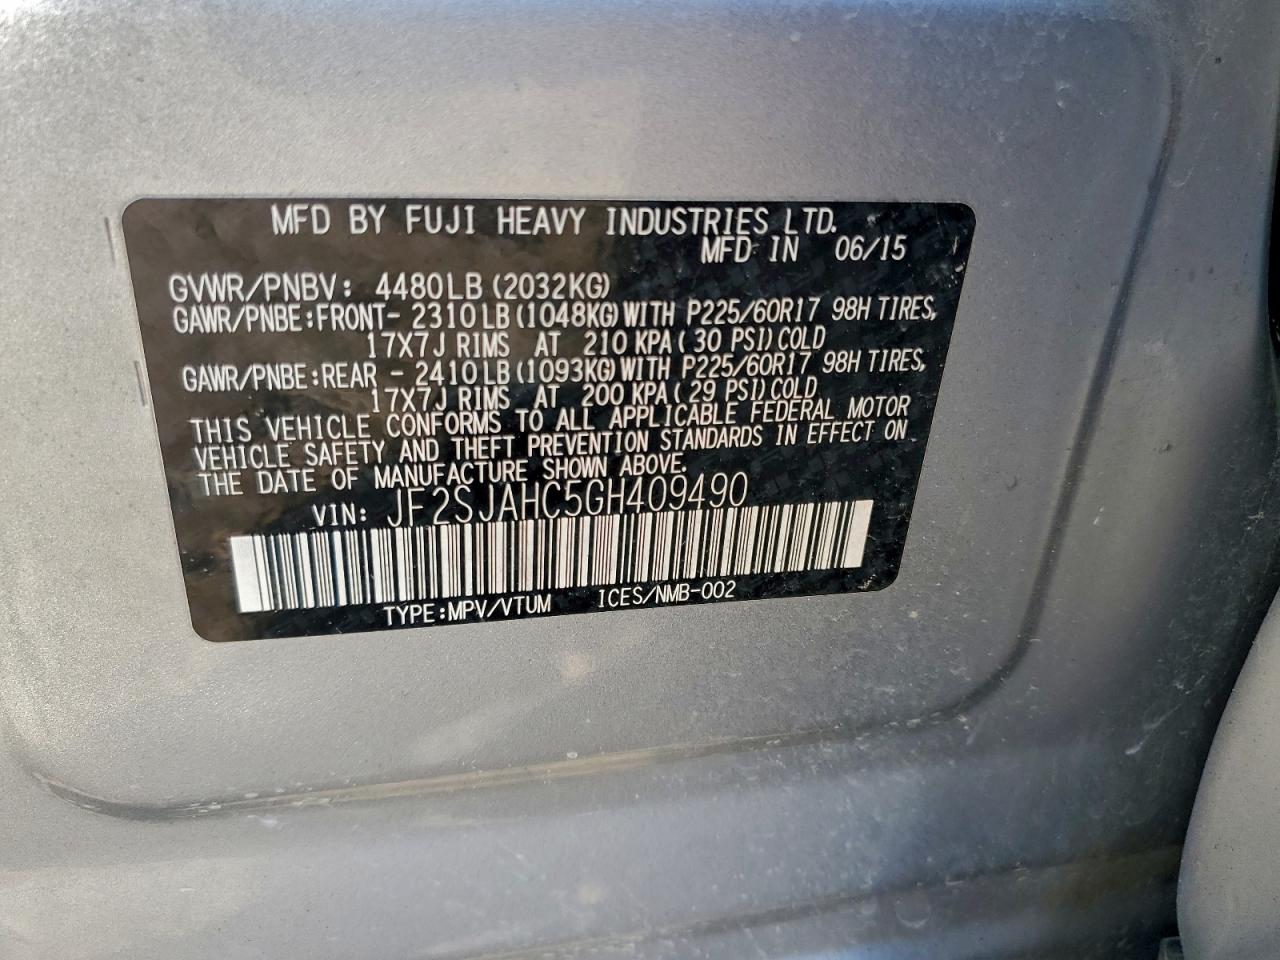 MFD BY FUJI HEAVY INDUSTRIES LTD.
MFD IN 06/15
GVWR/PNBV: 4480LB (2032KG)
GAWR/PNBE:FRONT- 2310LB (1048KG) WITH P225/60R17 98H TIRES,
17X7J RIMS AT 210 KPA (30 PSI) COLD
GAWR/PNBE:REAR - 2410LB (1093KG) WITH P225/60R17 98H TIRES,
17X7J RIMS AT 200 KPA (29 PSI) COLD
THIS VEHICLE CONFORMS TO ALL APPLICABLE FEDERAL MOTOR
VEHICLE SAFETY AND THEFT PREVENTION STANDARDS IN EFFECT ON
THE DATE OF MANUFACTURE SHOWN ABOVE.
VIN: JF2SJAHC5GH409490
TYPE:MPV/VTUM ICES/NMB-002